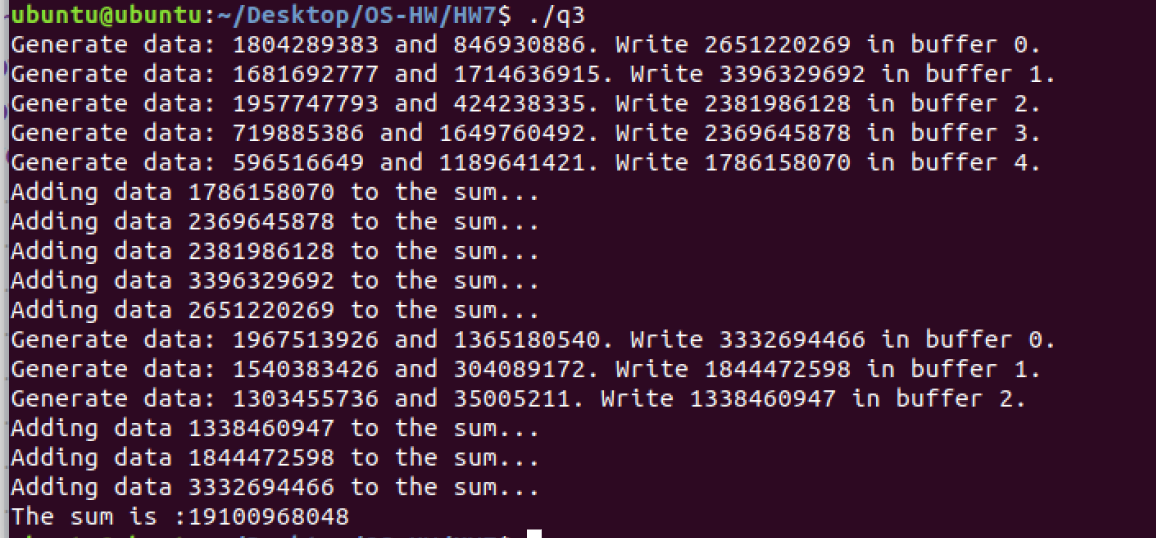 ubuntu@ubuntu:~/Desktop/OS-HW/HW7$ ./q3
Generate data: 1804289383 and 846930886. Write 2651220269 in buffer 0.
Generate data: 1681692777 and 1714636915. Write 3396329692 in buffer 1.
Generate data: 1957747793 and 424238335. Write 2381986128 in buffer 2.
Generate data: 719885386 and 1649760492. Write 2369645878 in buffer 3.
Generate data: 596516649 and 1189641421. Write 1786158070 in buffer 4.
Adding data 1786158070 to the sum...
Adding data 2369645878 to the sum...
Adding data 2381986128 to the sum...
Adding data 3396329692 to the sum...
Adding data 2651220269 to the sum...
Generate data: 1967513926 and 1365180540. Write 3332694466 in buffer 0.
Generate data: 1540383426 and 304089172. Write 1844472598 in buffer 1.
Generate data: 1303455736 and 35005211. Write 1338460947 in buffer 2.
Adding data 1338460947 to the sum...
Adding data 1844472598 to the sum...
Adding data 3332694466 to the sum...
The sum is :19100968048